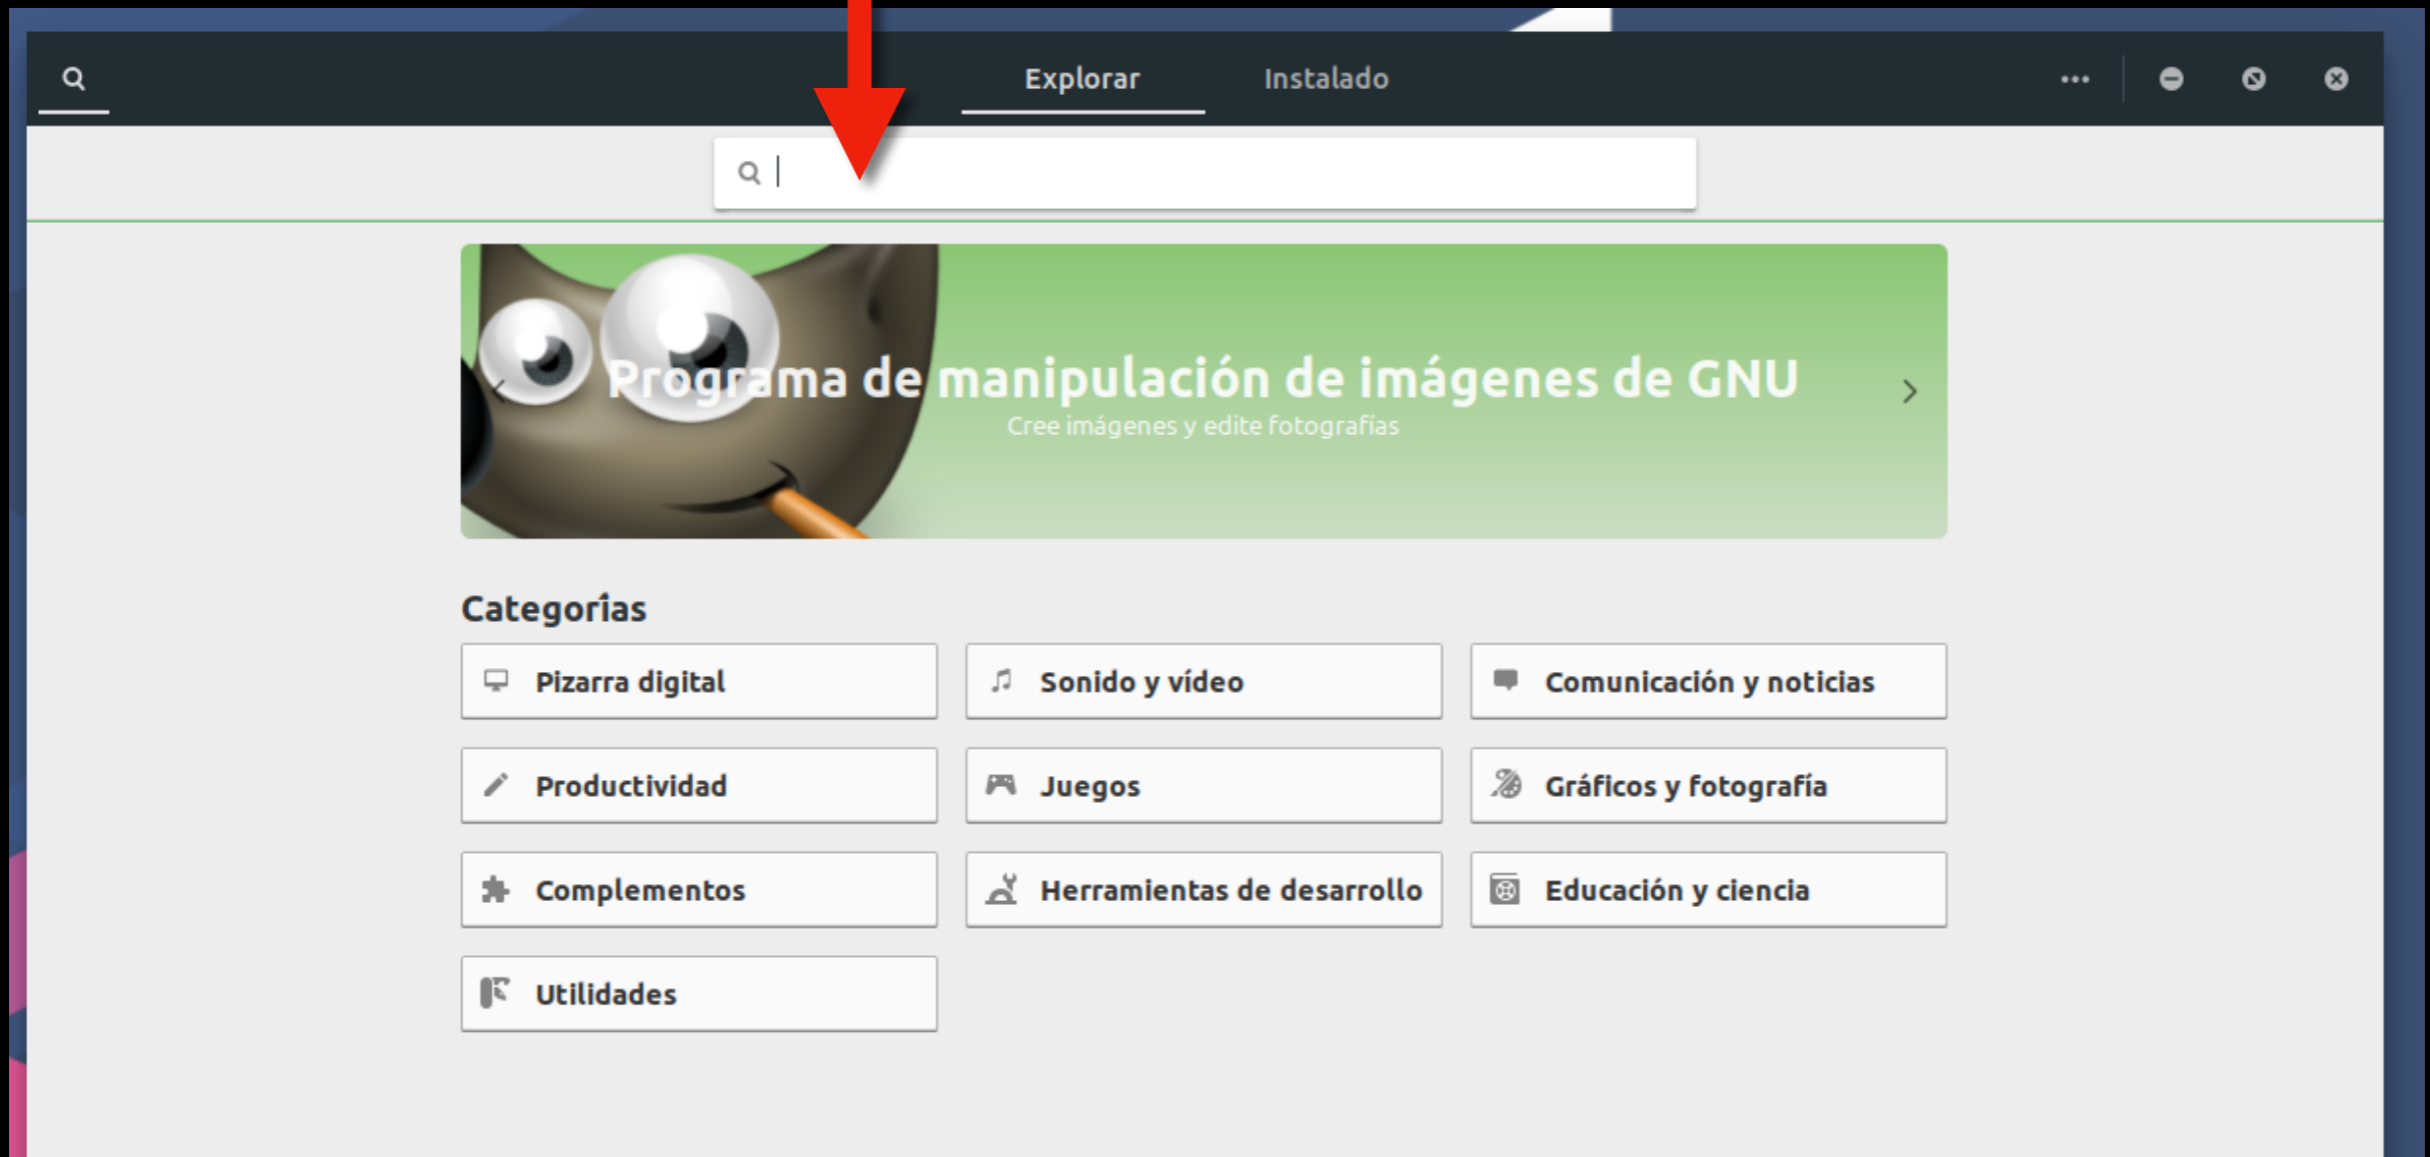 Explorar
Instalado
Programa de manipulación de imágenes de GNU
Cree imágenes y edite fotografías
Categorías
Pizarra digital
Sonido y vídeo
Comunicación y noticias
Productividad
Juegos
Gráficos y fotografía
Complementos
Herramientas de desarrollo
Educación y ciencia
Utilidades